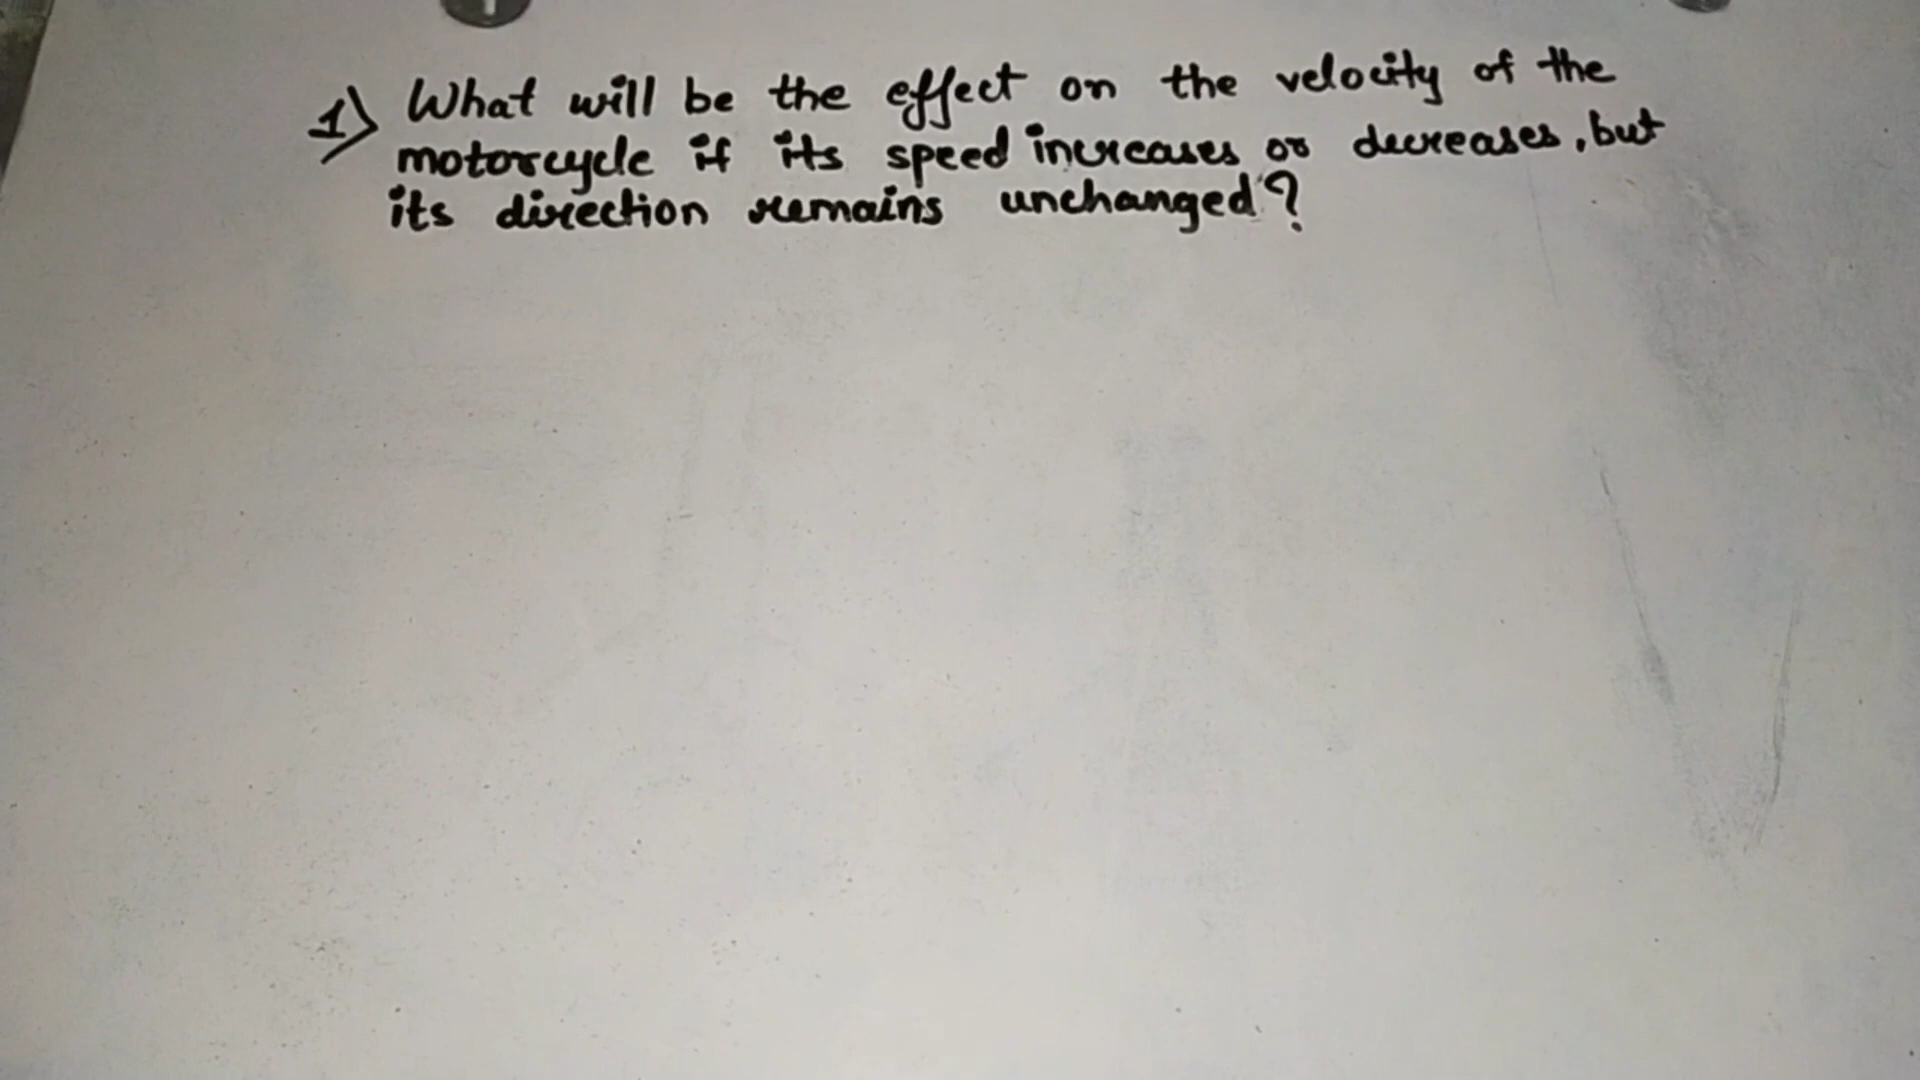 1) What will be the effect on the velocity of the
motorcycle if its speed increases or decreases, but
its direction remains unchanged?